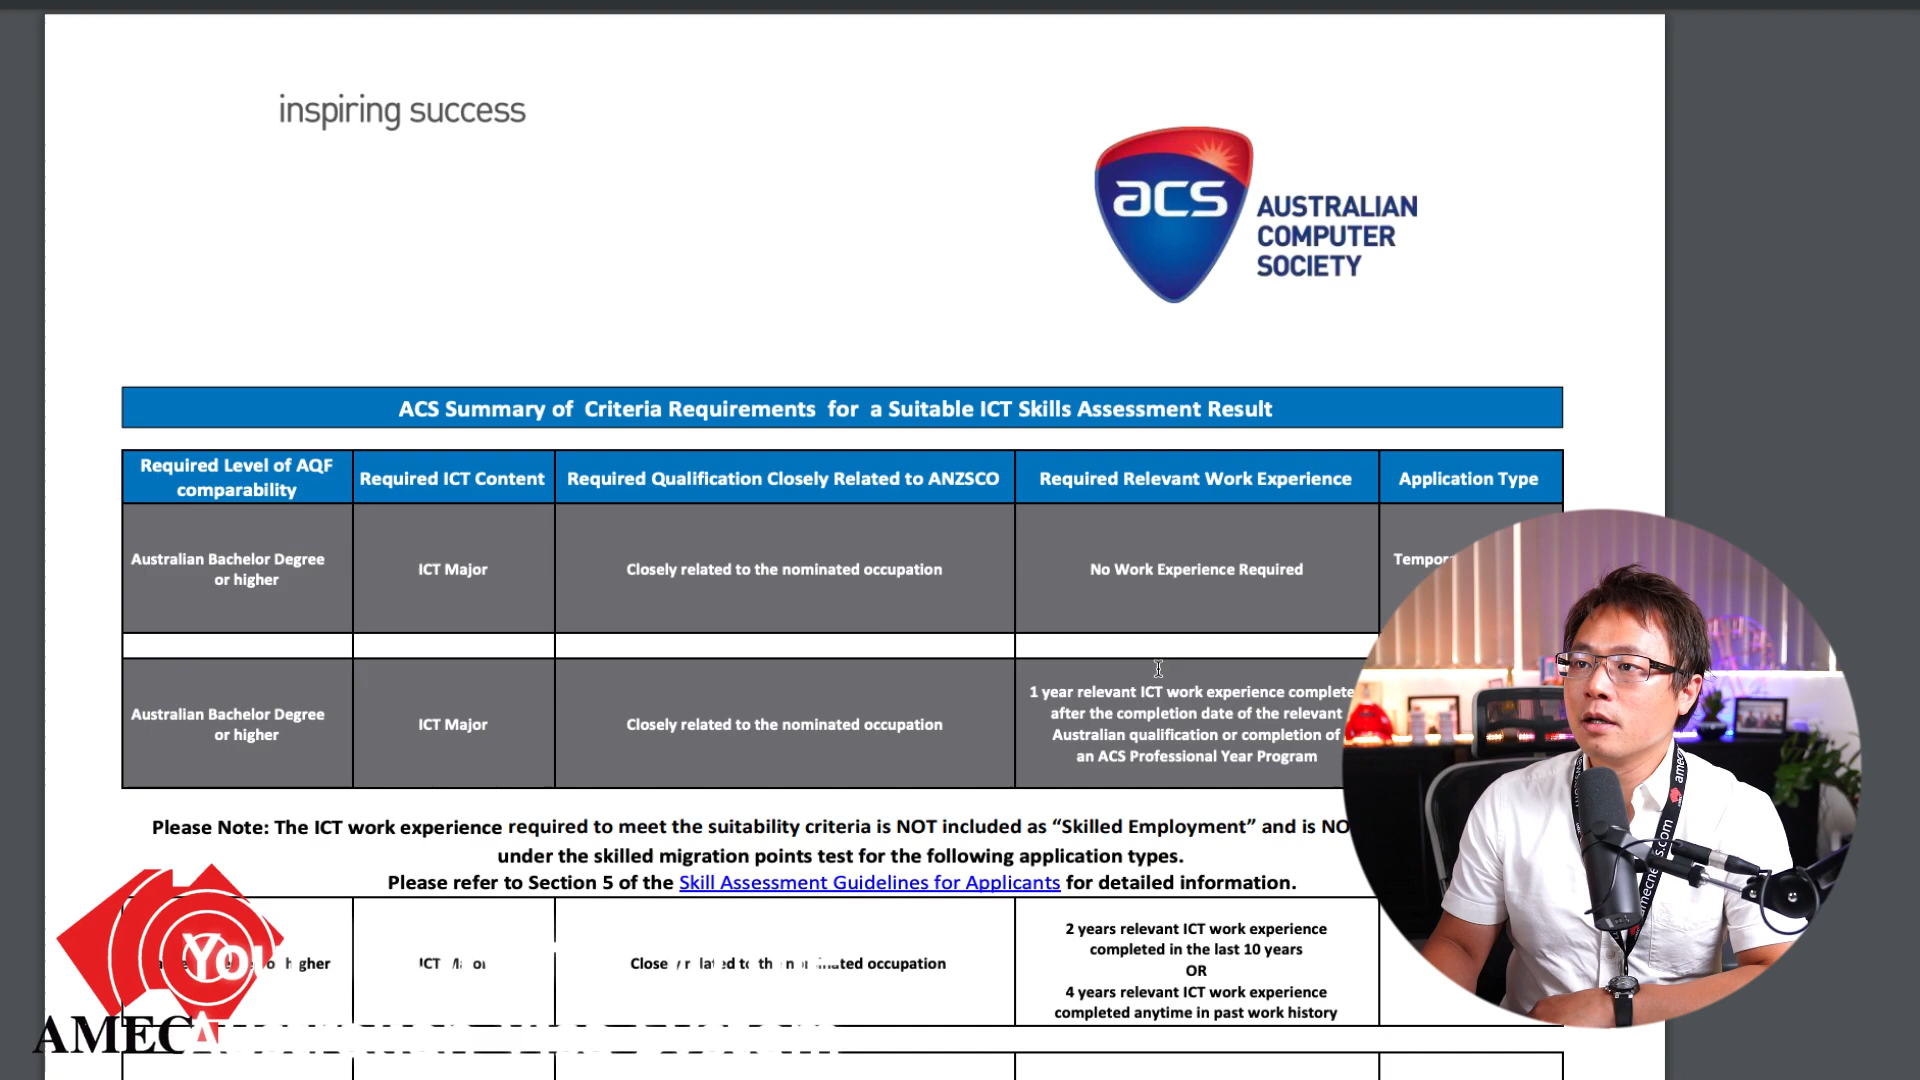 inspiring success
acs
AUSTRALIAN
COMPUTER
SOCIETY
ACS Summary of Criteria Requirements for a Suitable ICT Skills Assessment Result
Required Level of AQF
comparability
Required ICT Content
Required Qualification Closely Related to ANZSCO
Required Relevant Work Experience
Application Type
Australian Bachelor Degree
or higher
ICT Major
Closely related to the nominated occupation
No Work Experience Required
Australian Bachelor Degree
or higher
ICT Major
Closely related to the nominated occupation
1 year relevant ICT work experience
after the completion date of the relevant
Australian qualification or completion of
an ACS Professional Year Program
Please Note: The ICT work experience required to meet the suitability criteria is NOT included as “Skilled Employment” and is
under the skilled migration points test for the following application types.
Please refer to Section 5 of the Skill Assessment Guidelines for Applicants for detailed information.
2 years relevant ICT work experience
completed in the last 10 years
OR
4 years relevant ICT work experience
completed anytime in past work history
AMEC